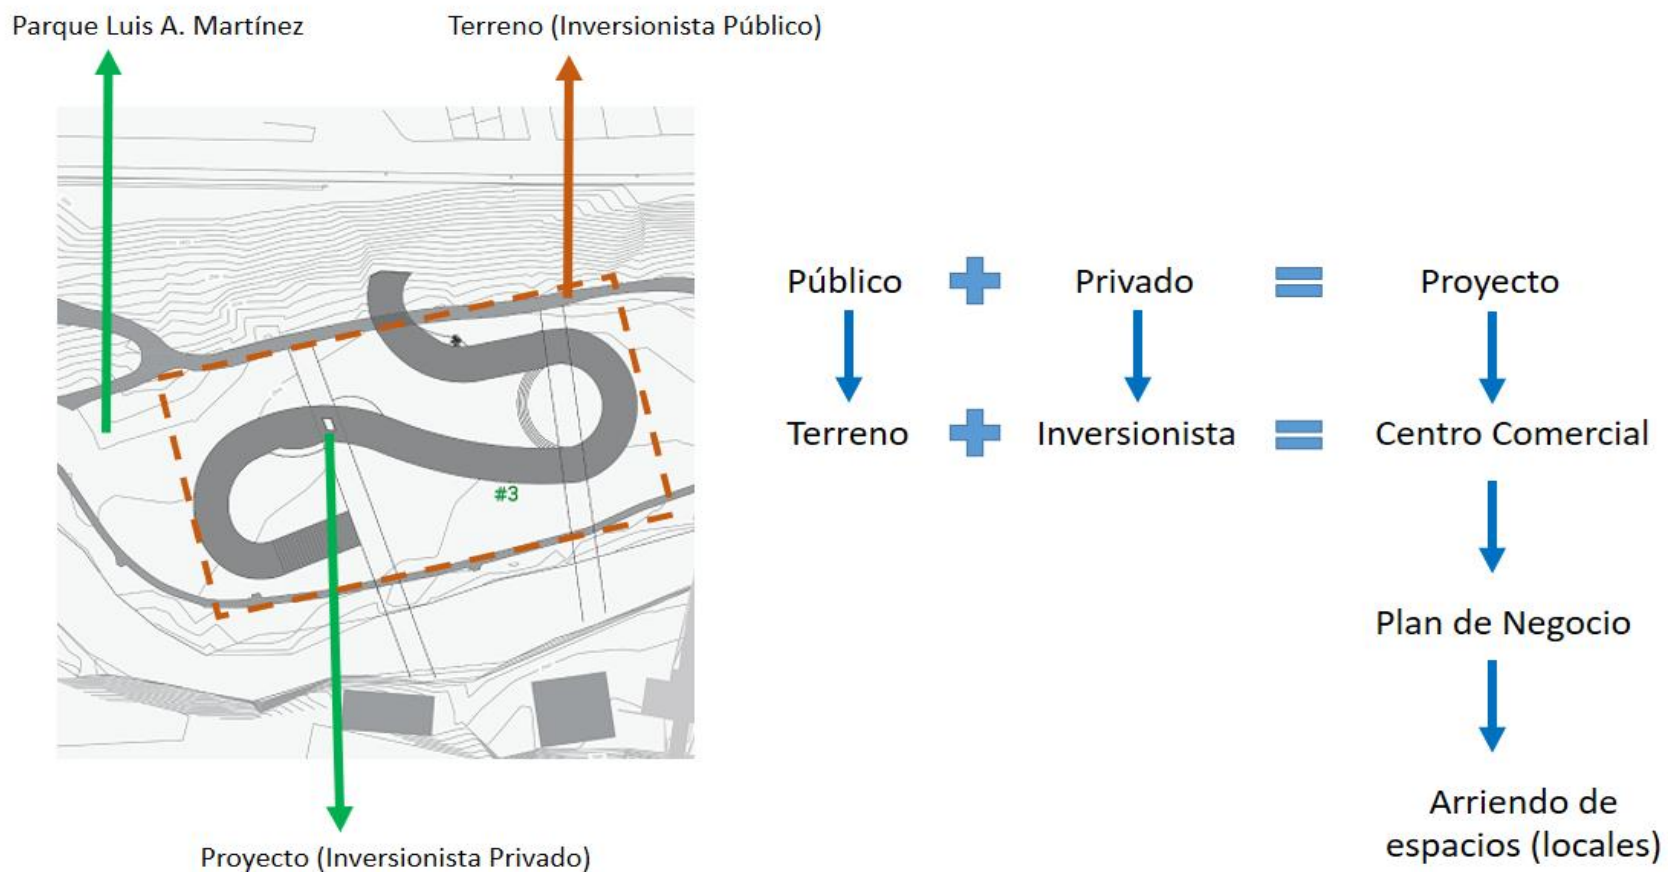 Parque Luis A. Martínez
Terreno (Inversionista Público)
#3
Proyecto (Inversionista Privado)
Público + Privado = Proyecto
Terreno + Inversionista = Centro Comercial
Plan de Negocio
Arriendo de
espacios (locales)